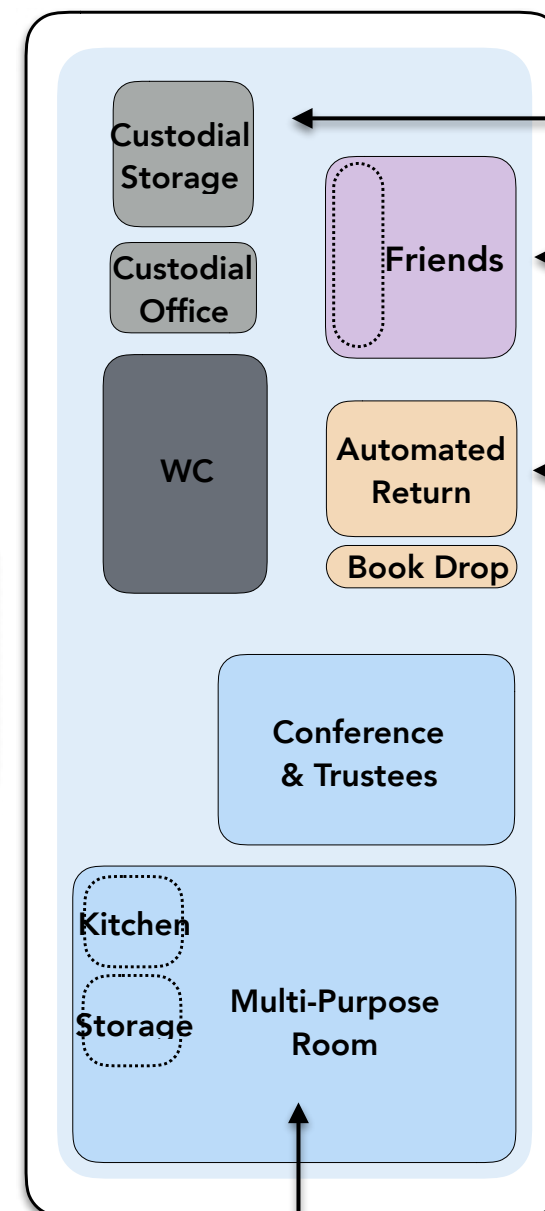 Custodial
Storage
Friends
Custodial
Office
WC
Automated
Return
Book Drop
Conference
& Trustees
Kitchen
Storage
Multi-Purpose
Room